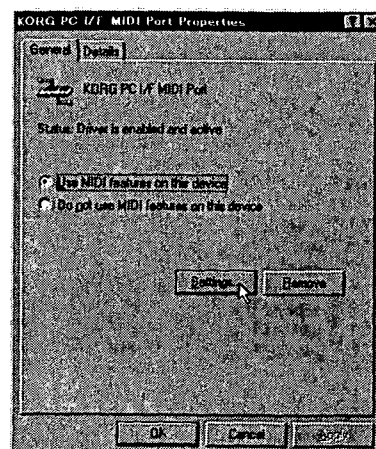 KORG PC I/F MIDI Port Properties
General Details
KORG PC I/F MIDI Port
Status: Driver is enabled and active
Use MIDI features on this device
Do not use MIDI features on this device
Settings... Remove
OK Cancel Apply